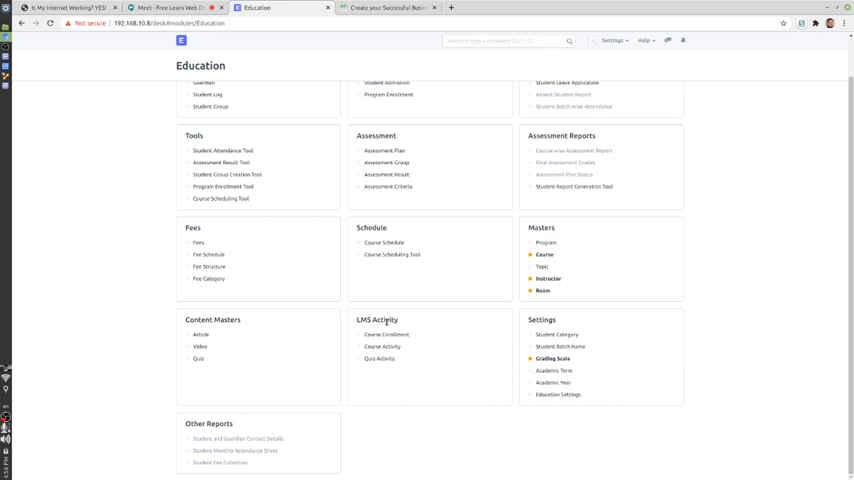 Is My Internet Working? YES!
Meet - Free Learn Web De
Education
Create your Successful Busin
Not secure
192.168.10.8/desk#modules/Education
E
Search or type a command (Ctrl + G)
Settings
Help
Education
Guardian
Student Log
Student Group
Student Admission
Program Enrollment
Student Leave Application
Absent Student Report
Student Batch-Wise Attendance
Tools
Student Attendance Tool
Assessment Result Tool
Student Group Creation Tool
Program Enrollment Tool
Course Scheduling Tool
Assessment
Assessment Plan
Assessment Group
Assessment Result
Assessment Criteria
Assessment Reports
Course wise Assessment Report
Final Assessment Grades
Assessment Plan Status
Student Report Generation Tool
Fees
Fees
Fee Schedule
Fee Structure
Fee Category
Schedule
Course Schedule
Course Scheduling Tool
Masters
Program
Course
Topic
Instructor
Room
Content Masters
Article
Video
Quiz
LMS Activity
Course Enrollment
Course Activity
Quiz Activity
Settings
Student Category
Student Batch Name
Grading Scale
Academic Term
Academic Year
Education Settings
Other Reports
Student and Guardian Contact Details
Student Monthly Attendance Sheet
Student Fee Collection
4:56 PM